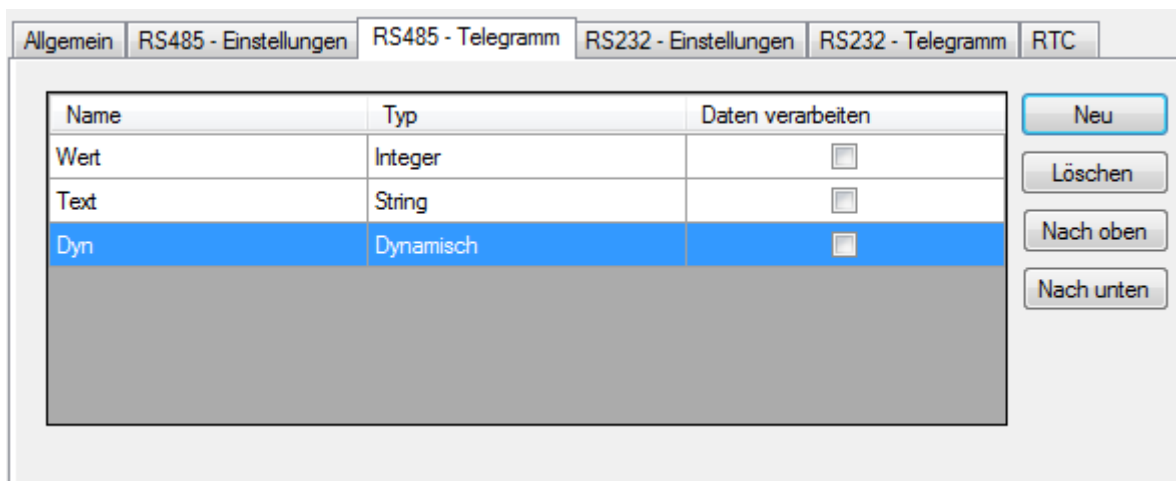 Allgemein RS485 - Einstellungen RS485 - Telegramm RS232 - Einstellungen RS232 - Telegramm RTC
Name Typ Daten verarbeiten
Wert Integer
Text String
Dyn Dynamisch
Neu
Löschen
Nach oben
Nach unten